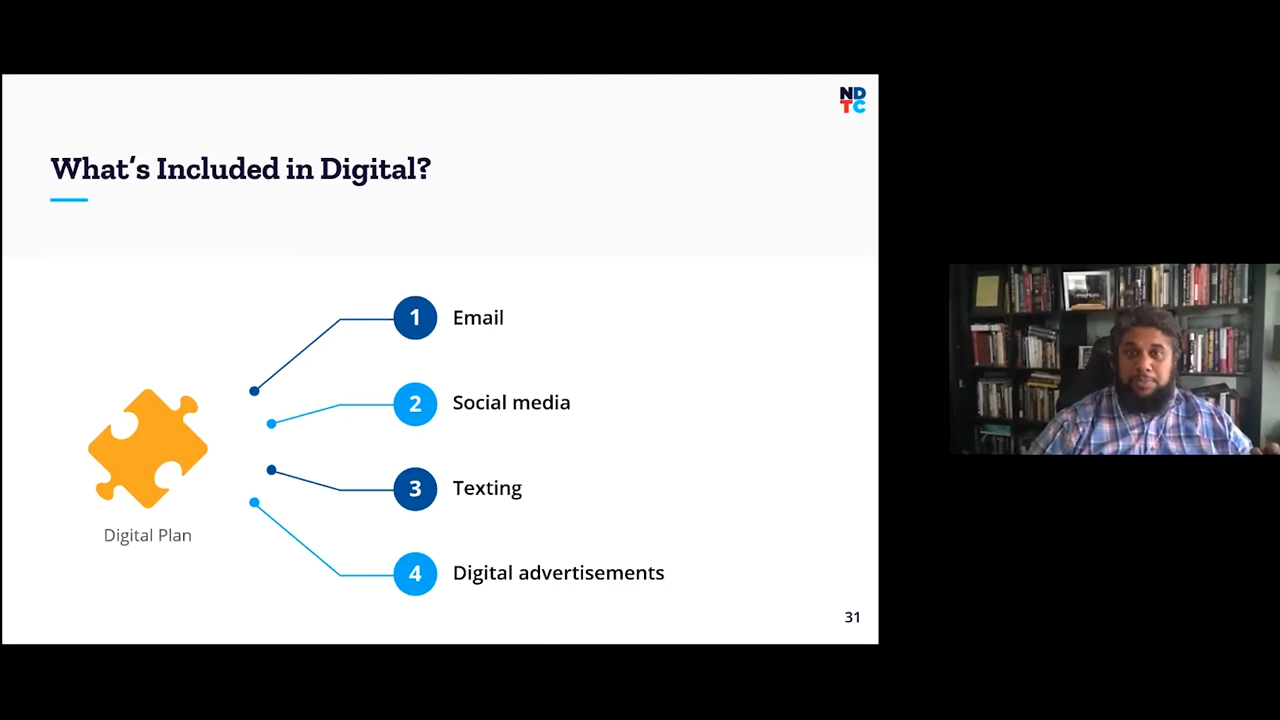 ND
TC
What's Included in Digital?
1 Email
2 Social media
3 Texting
4 Digital advertisements
Digital Plan
31